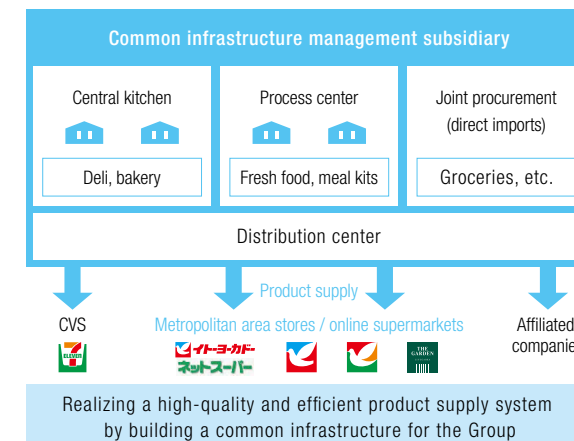 Common infrastructure management subsidiary
Central kitchen
Process center
Joint procurement
(direct imports)
Deli, bakery
Fresh food, meal kits
Groceries, etc.
Distribution center
Product supply
CVS
Metropolitan area stores / online supermarkets
Affiliated
companie
ELEVEN
イトーヨーカドー
ネットスーパー
THE
GARDEN
Realizing a high-quality and efficient product supply system
by building a common infrastructure for the Group